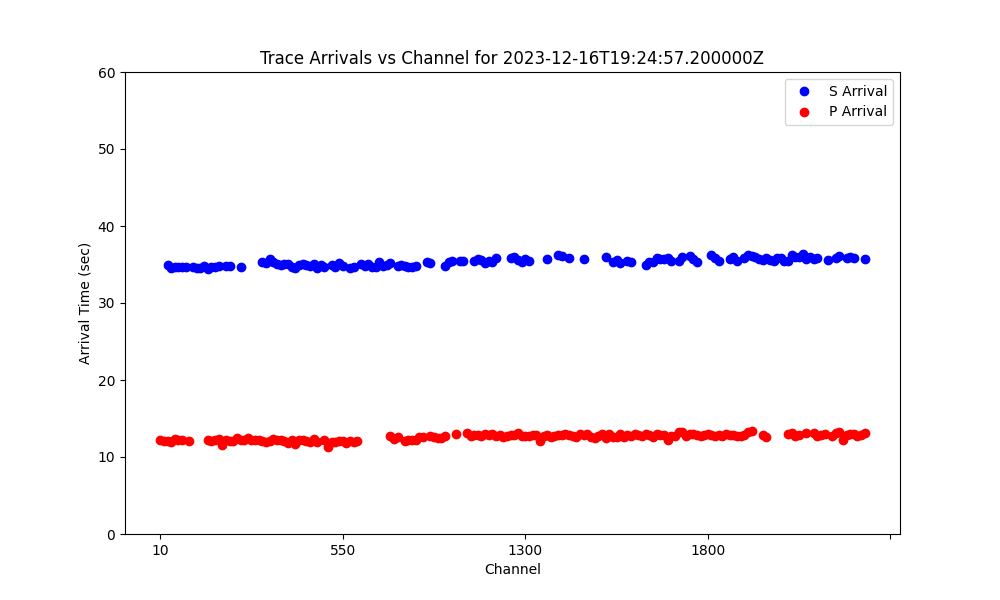 Trace Arrivals vs Channel for 2023-12-16T19:24:57.200000Z
S Arrival
P Arrival
60
50
40
30
20
10
0
Arrival Time (sec)
10 550 1300 1800
Channel